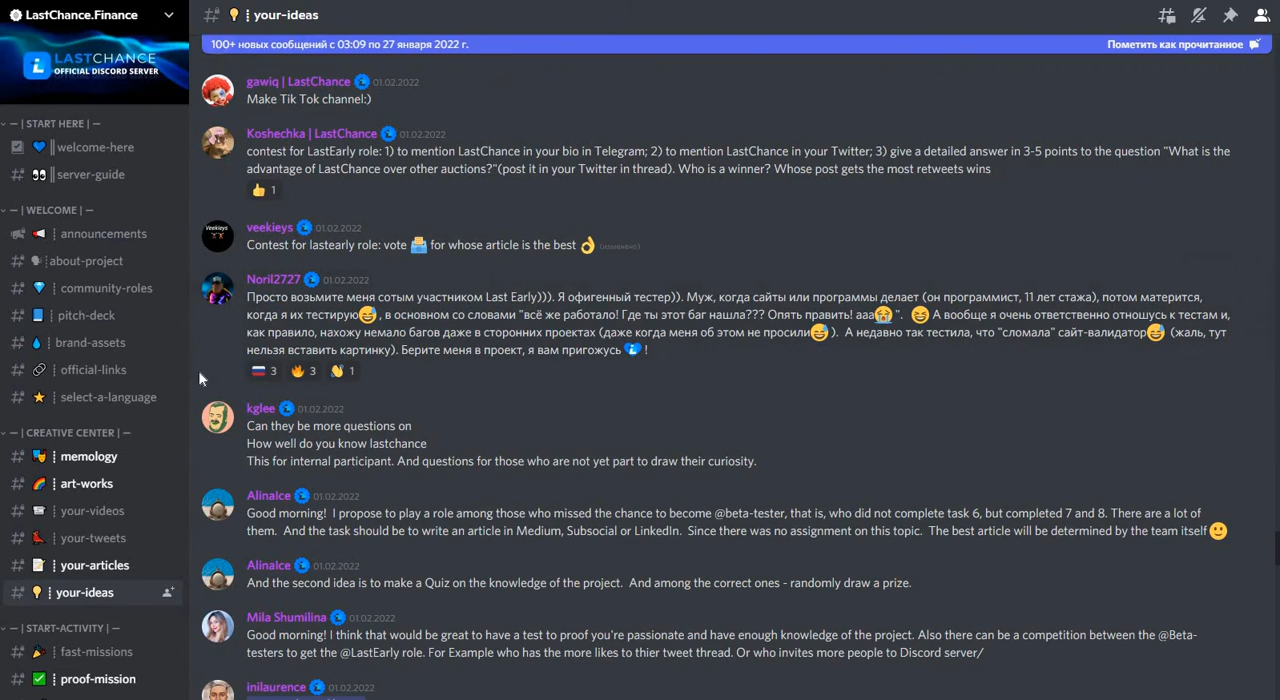 LastChance.Finance
LASTCHANCE
OFFICIAL DISCORD SERVER
— | START HERE | —
welcome-here
server-guide
— | WELCOME | —
announcements
about-project
community-roles
pitch-deck
brand-assets
official-links
select-a-language
— | CREATIVE CENTER | —
memology
art-works
your-videos
your-tweets
your-articles
your-ideas
— | START-ACTIVITY | —
fast-missions
proof-mission
your-ideas
100+ новых сообщений с 03:09 по 27 января 2022 г.
Пометить как прочитанное
gawiq | LastChance 01.02.2022
Make Tik Tok channel:)
Koshechka | LastChance 01.02.2022
contest for LastEarly role: 1) to mention LastChance in your bio in Telegram; 2) to mention LastChance in your Twitter; 3) give a detailed answer in 3-5 points to the question "What is the
advantage of LastChance over other auctions?"(post it in your Twitter in thread). Who is a winner? Whose post gets the most retweets wins
👍 1
Veekieys
veekieys 01.02.2022
Contest for lastearly role: vote 🗳 for whose article is the best 👌 (изменено)
Noril2727 01.02.2022
Просто возьмите меня сотым участником Last Early))). Я офигенный тестер)). Муж, когда сайты или программы делает (он программист, 11 лет стажа), потом матерится,
когда я их тестирую😅, в основном со словами "всё же работало! Где ты этот баг нашла??? Опять править! ааа😭 ". 😆 А вообще я очень ответственно отношусь к тестам и,
как правило, нахожу немало багов даже в сторонних проектах (даже когда меня об этом не просили😅 ). А недавно так тестила, что "сломала" сайт-валидатор😅 (жаль, тут
нельзя вставить картинку). Берите меня в проект, я вам пригожусь !
🇷🇺 3 🔥 3 👏 1
kglee 01.02.2022
Can they be more questions on
How well do you know lastchance
This for internal participant. And questions for those who are not yet part to draw their curiosity.
AlinaIce 01.02.2022
Good morning! I propose to play a role among those who missed the chance to become @beta-tester, that is, who did not complete task 6, but completed 7 and 8. There are a lot of
them. And the task should be to write an article in Medium, Subsocial or LinkedIn. Since there was no assignment on this topic. The best article will be determined by the team itself 🙂
AlinaIce 01.02.2022
And the second idea is to make a Quiz on the knowledge of the project. And among the correct ones - randomly draw a prize.
Mila Shumilina 01.02.2022
Good morning! I think that would be great to have a test to proof you're passionate and have enough knowledge of the project. Also there can be a competition between the @Beta-
testers to get the @LastEarly role. For Example who has the more likes to thier tweet thread. Or who invites more people to Discord server/
inilaurence 01.02.2022